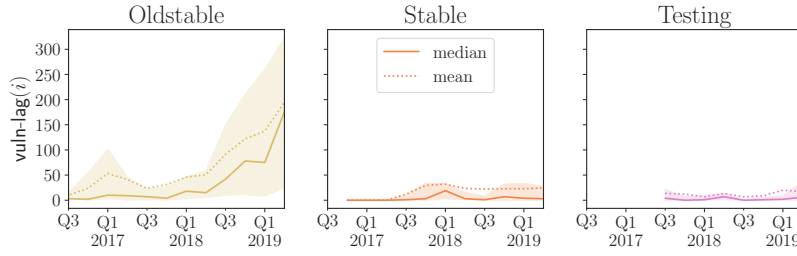 Oldstable
Stable
Testing
vuln-lag(i)
300
250
200
150
100
50
0
median
mean
Q3 Q1 Q3 Q1 Q3 Q1
2017 2018 2019
Q3 Q1 Q3 Q1 Q3 Q1
2017 2018 2019
Q3 Q1 Q3 Q1 Q3 Q1
2017 2018 2019